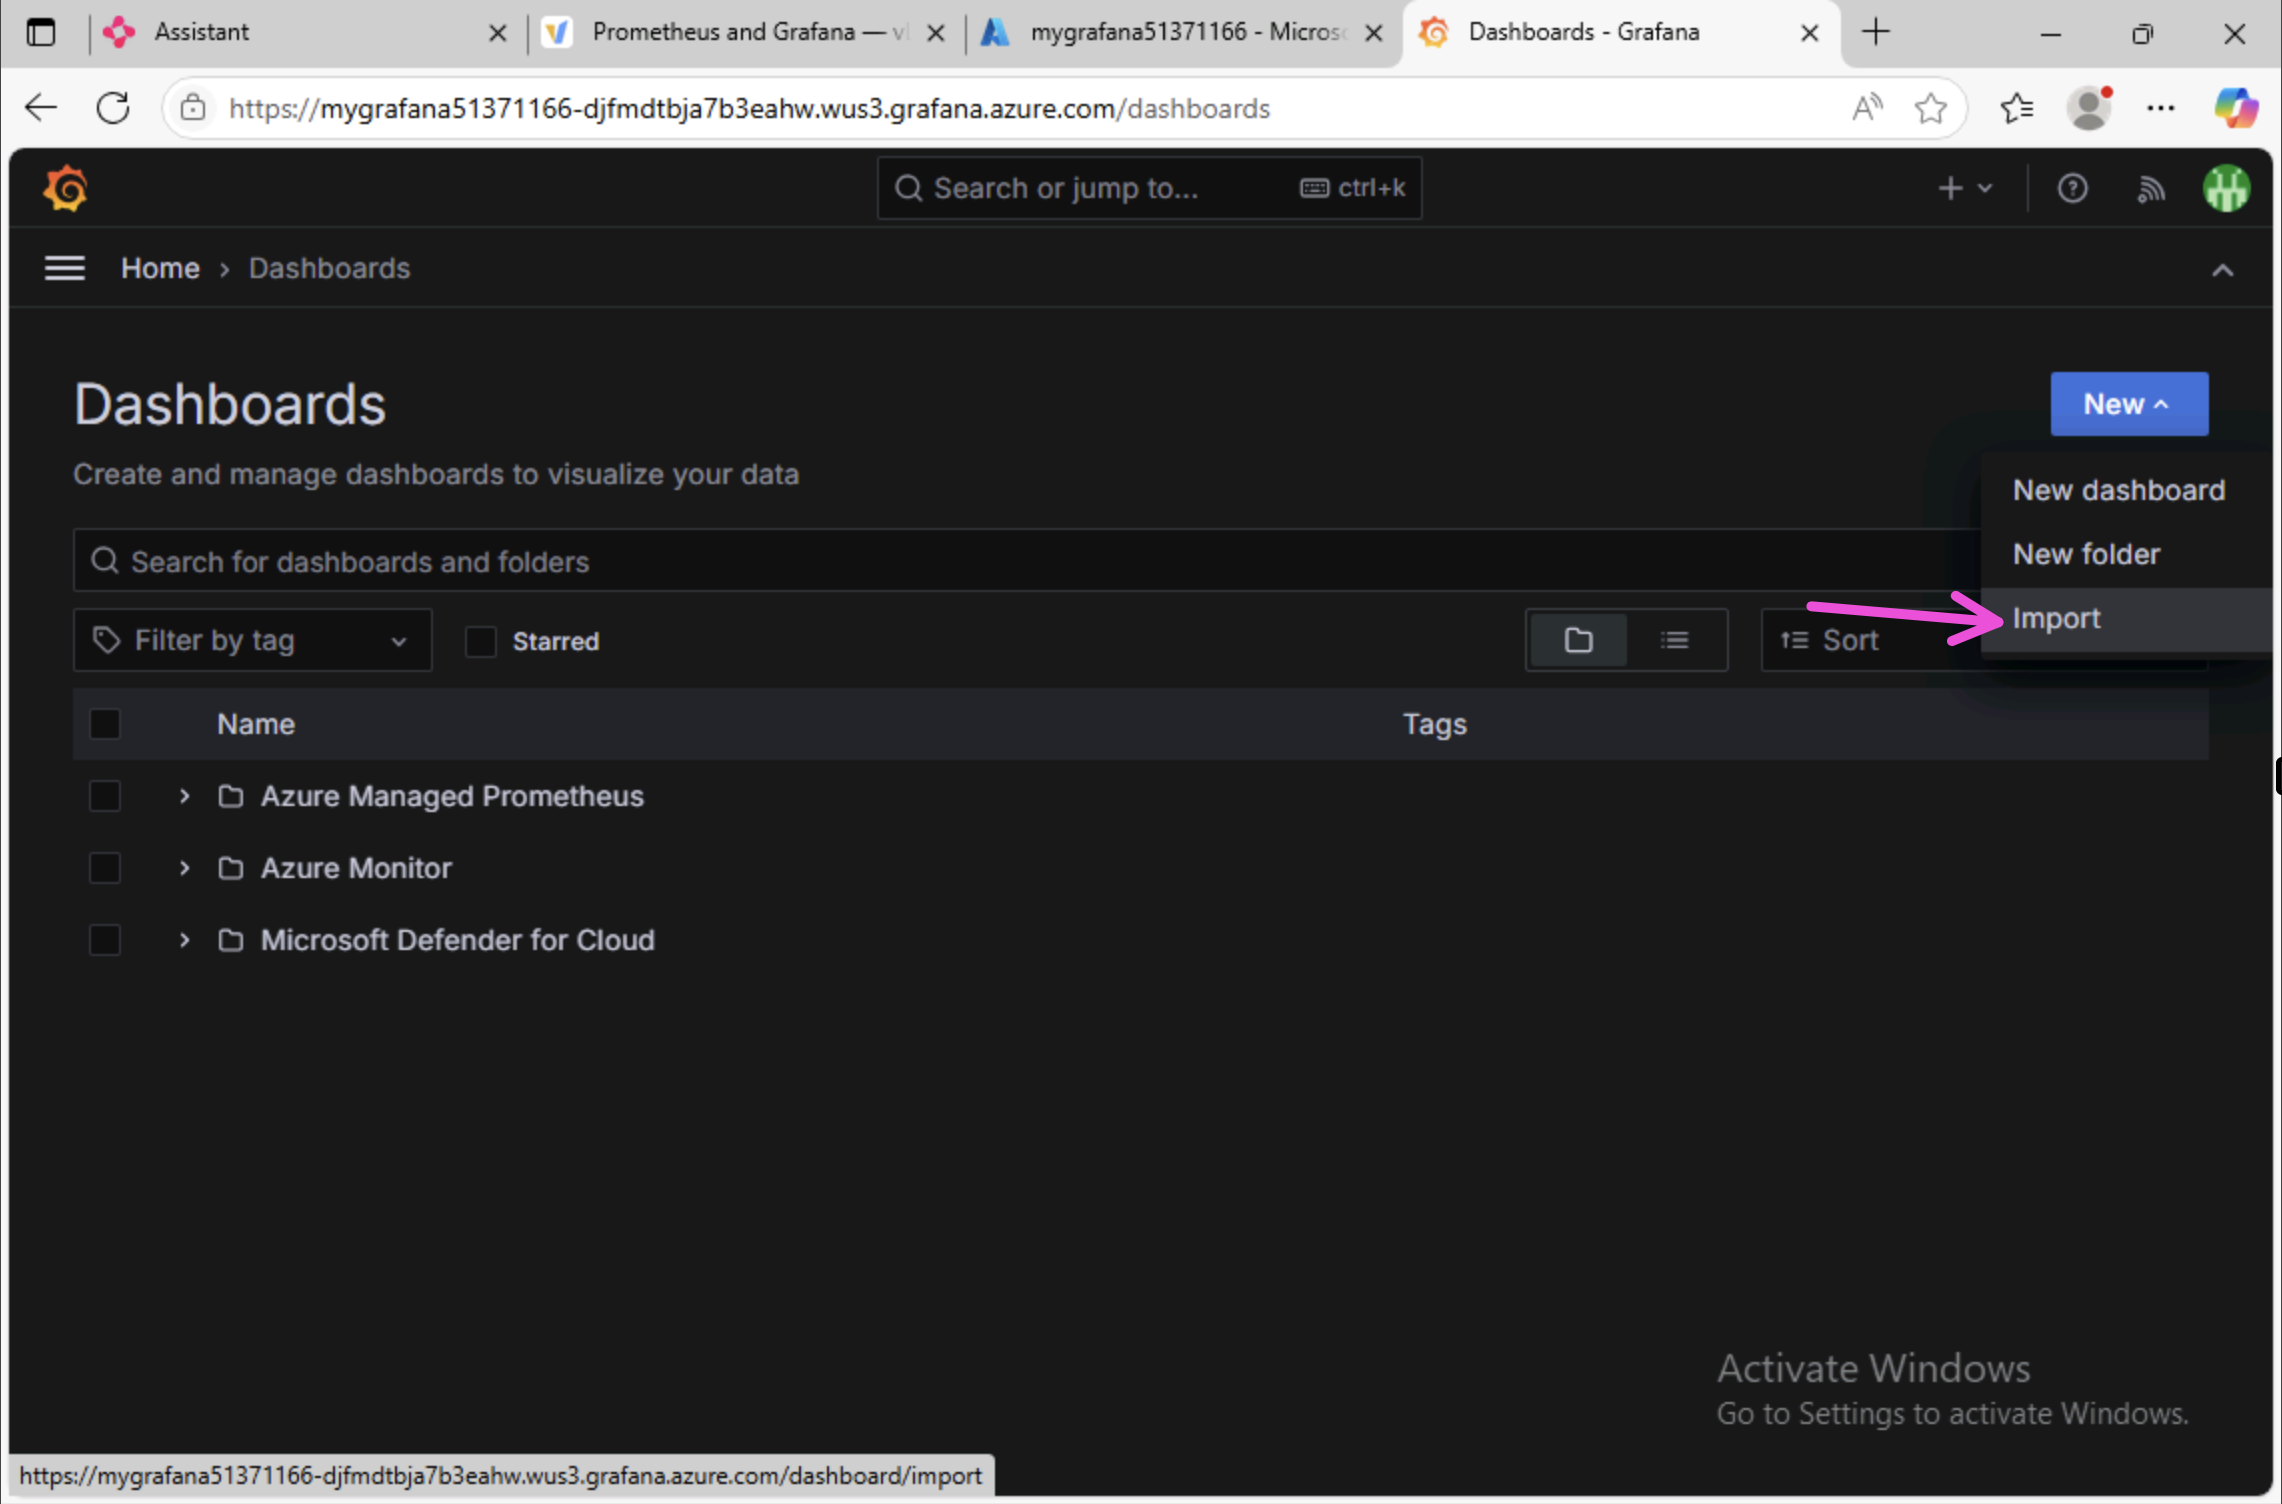 Assistant
Prometheus and Grafana — vl
mygrafana51371166 - Microso
Dashboards - Grafana
https://mygrafana51371166-djfmdtbja7b3eahw.wus3.grafana.azure.com/dashboards
Search or jump to... ctrl+k
Home › Dashboards
Dashboards
New
Create and manage dashboards to visualize your data
New dashboard
New folder
Import
Search for dashboards and folders
Filter by tag
Starred
Sort
Name Tags
Azure Managed Prometheus
Azure Monitor
Microsoft Defender for Cloud
Activate Windows
Go to Settings to activate Windows.
https://mygrafana51371166-djfmdtbja7b3eahw.wus3.grafana.azure.com/dashboard/import